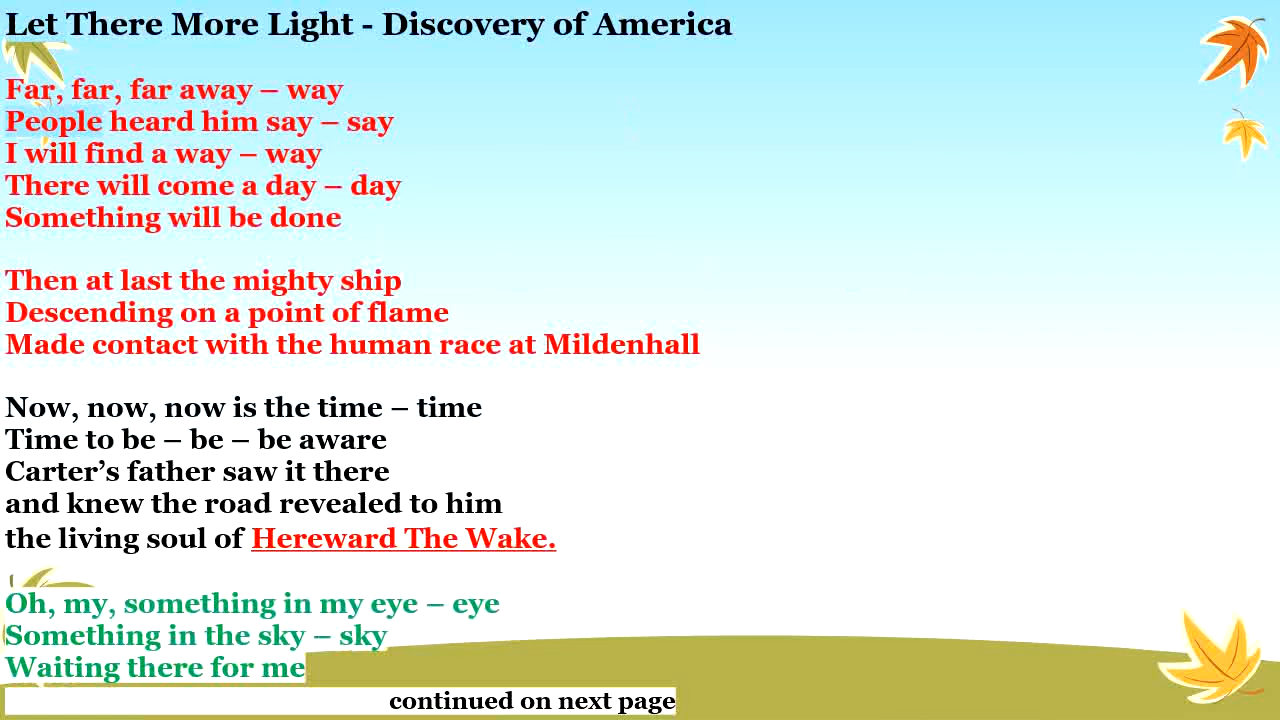 Let There More Light - Discovery of America
Far, far, far away – way
People heard him say – say
I will find a way – way
There will come a day – day
Something will be done
Then at last the mighty ship
Descending on a point of flame
Made contact with the human race at Mildenhall
Now, now, now is the time – time
Time to be – be – be aware
Carter’s father saw it there
and knew the road revealed to him
the living soul of Hereward The Wake.
Oh, my, something in my eye – eye
Something in the sky – sky
Waiting there for me
continued on next page